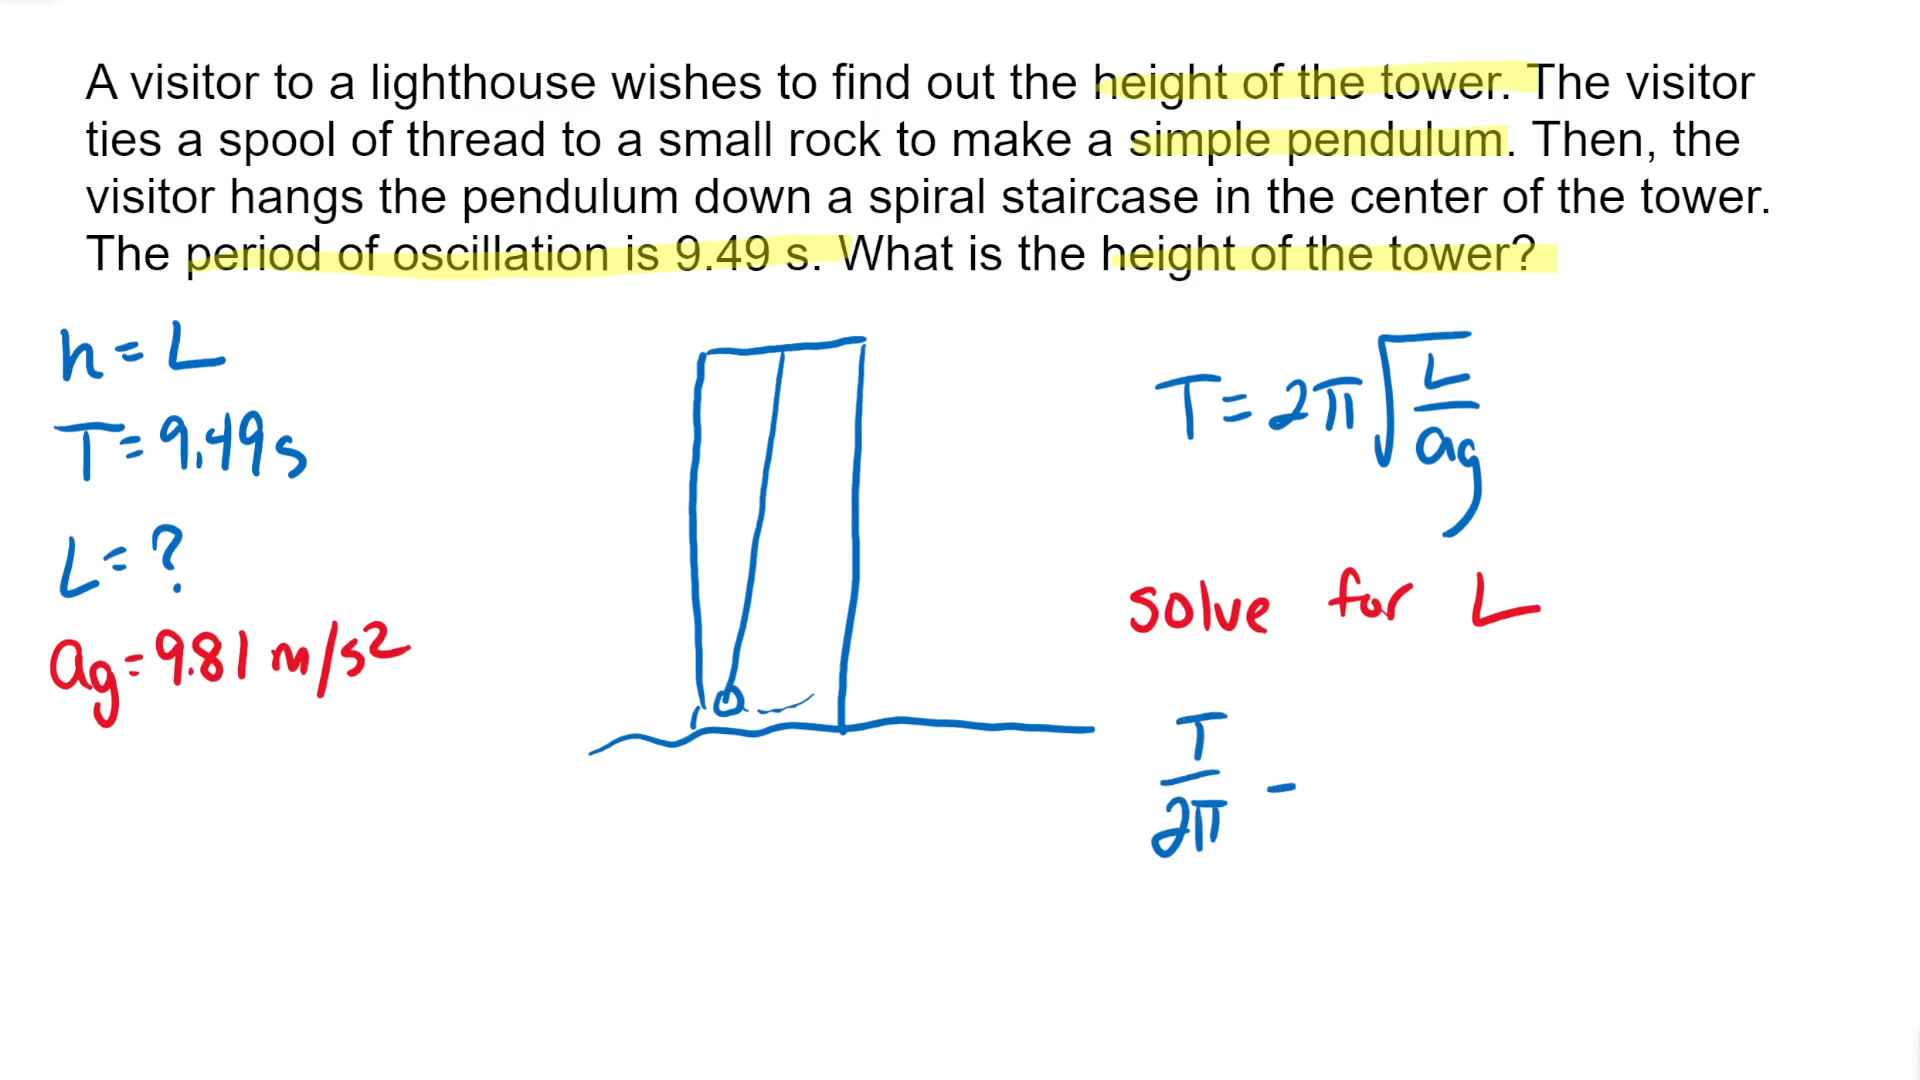 A visitor to a lighthouse wishes to find out the height of the tower. The visitor
ties a spool of thread to a small rock to make a simple pendulum. Then, the
visitor hangs the pendulum down a spiral staircase in the center of the tower.
The period of oscillation is 9.49 s. What is the height of the tower?
h = L
T = 9.49 s
L = ?
ag = 9.81 m/s2
T = 2π √(L/ag)
solve for L
T/2π -